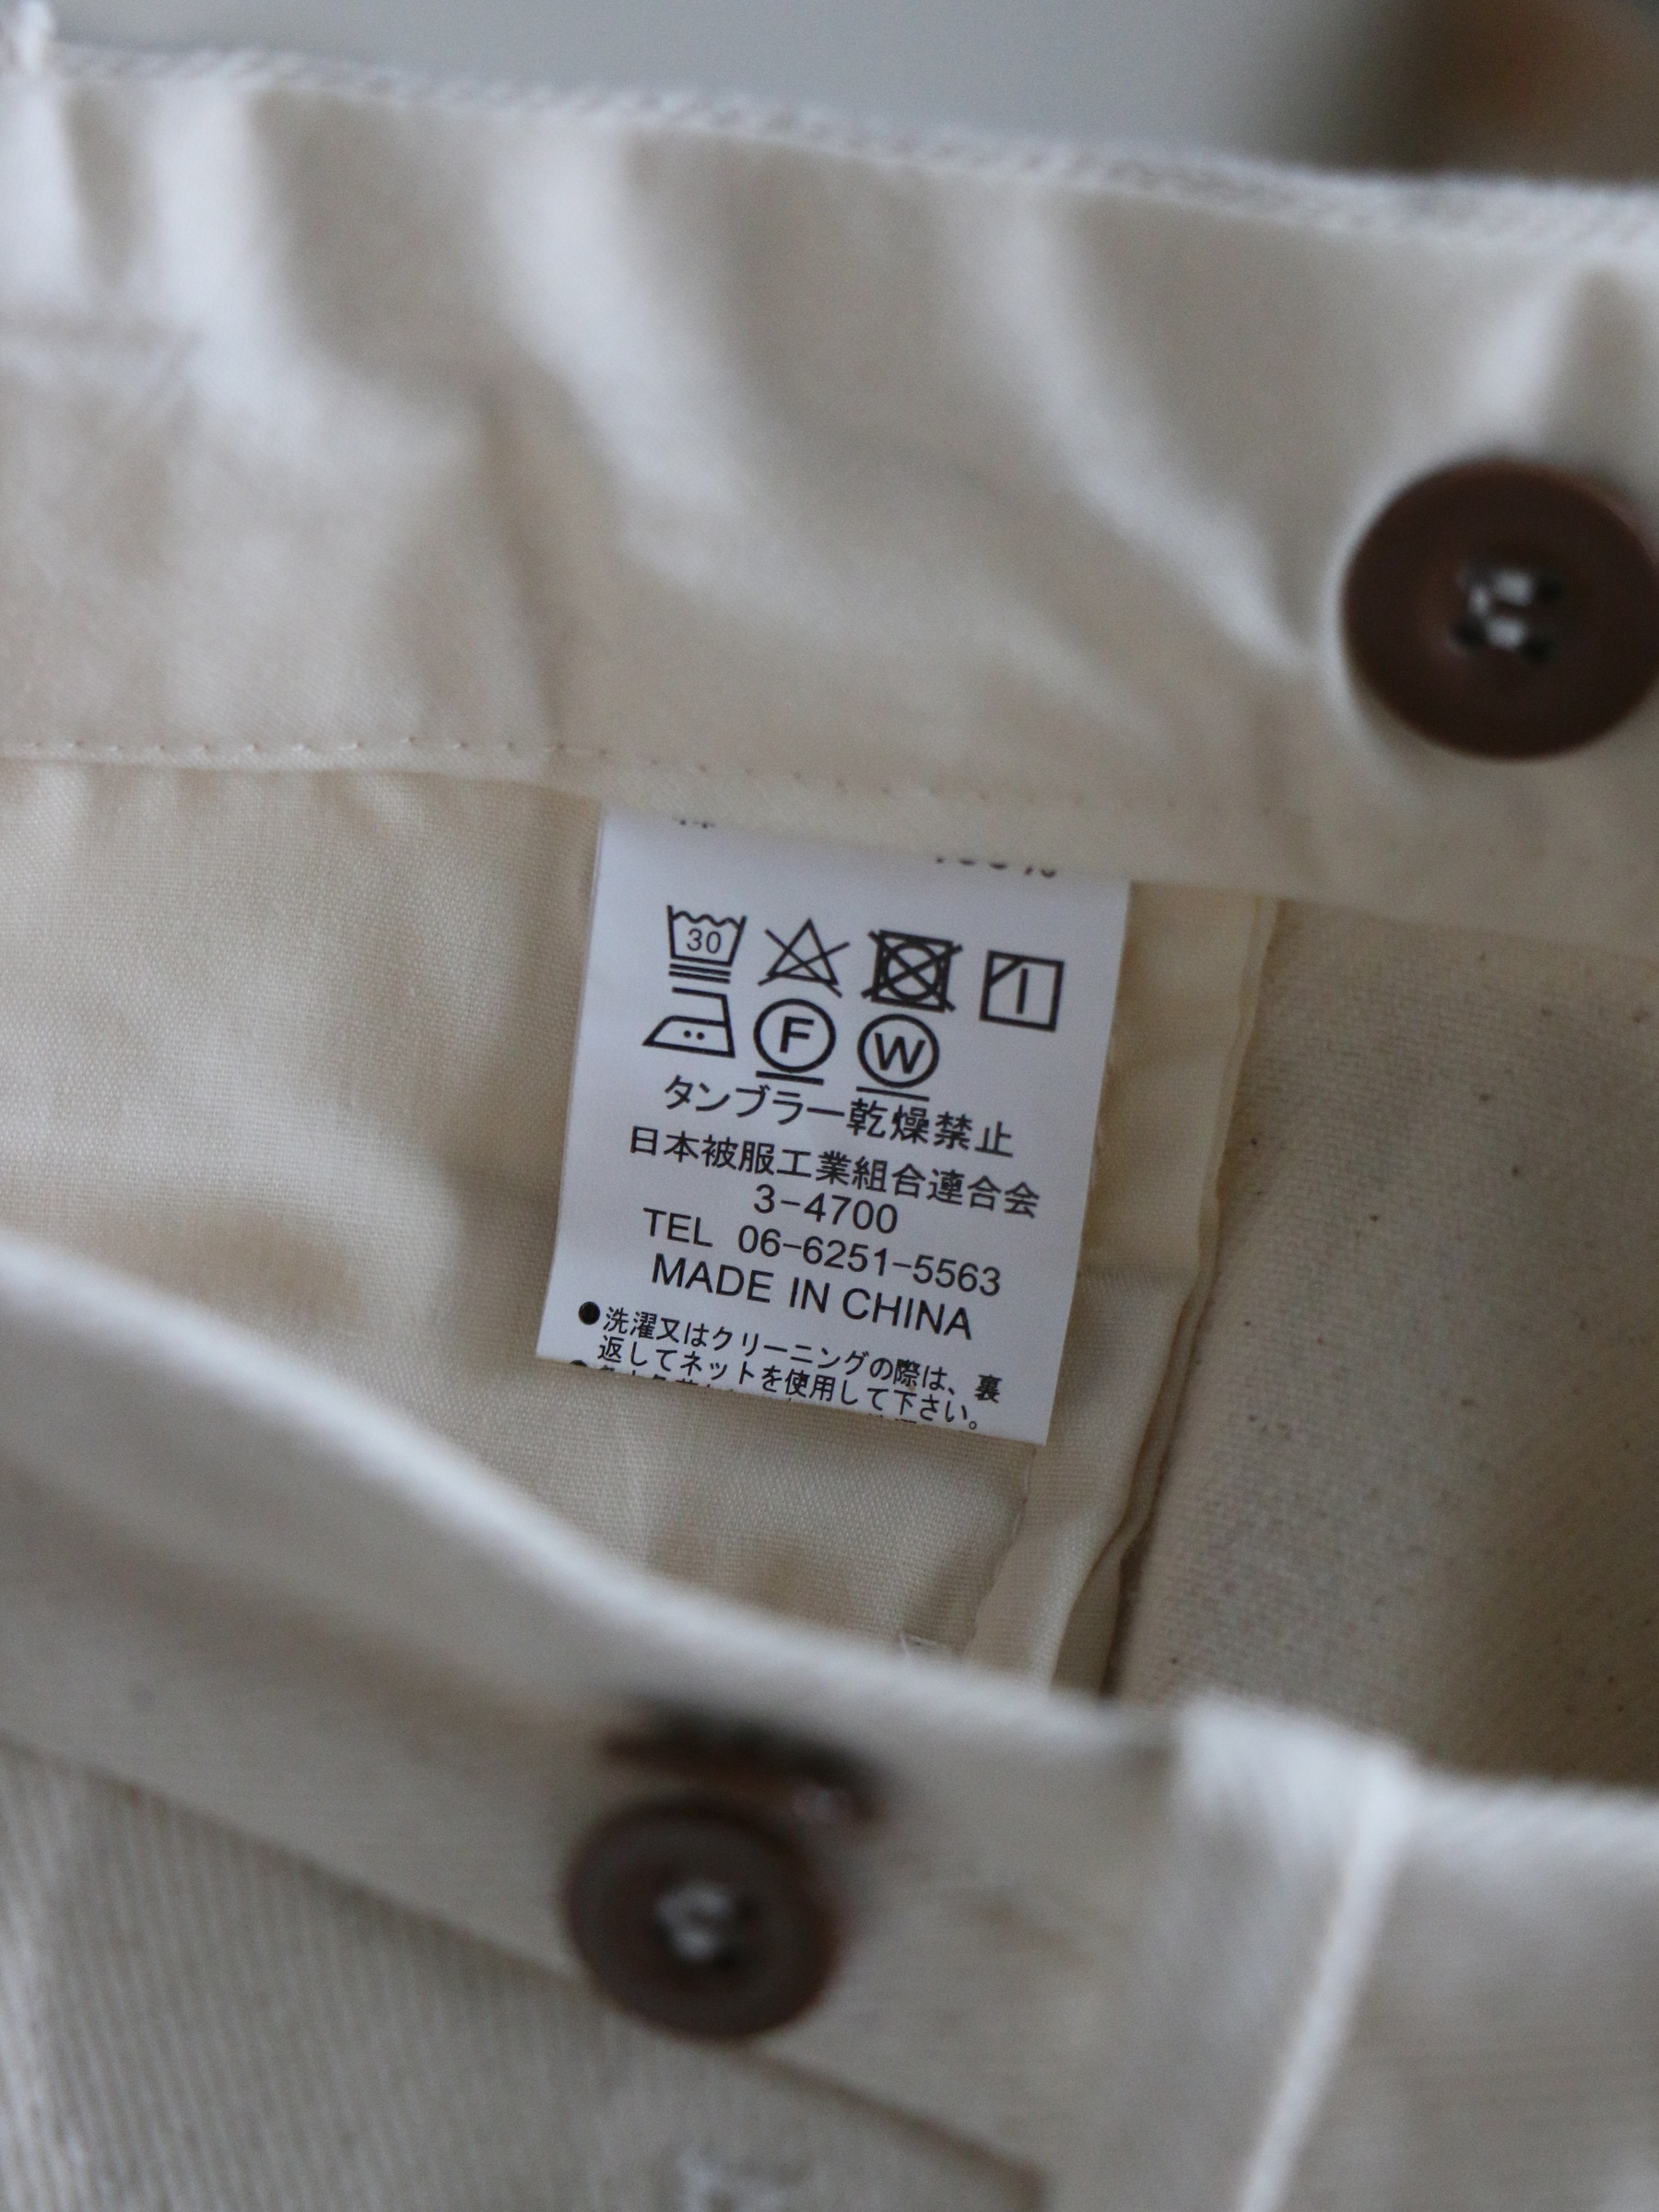 30
F W
タンブラー乾燥禁止
日本被服工業組合連合会
3-4700
TEL 06-6251-5563
MADE IN CHINA
●洗濯又はクリーニングの際は、裏
返してネットを使用して下さい。